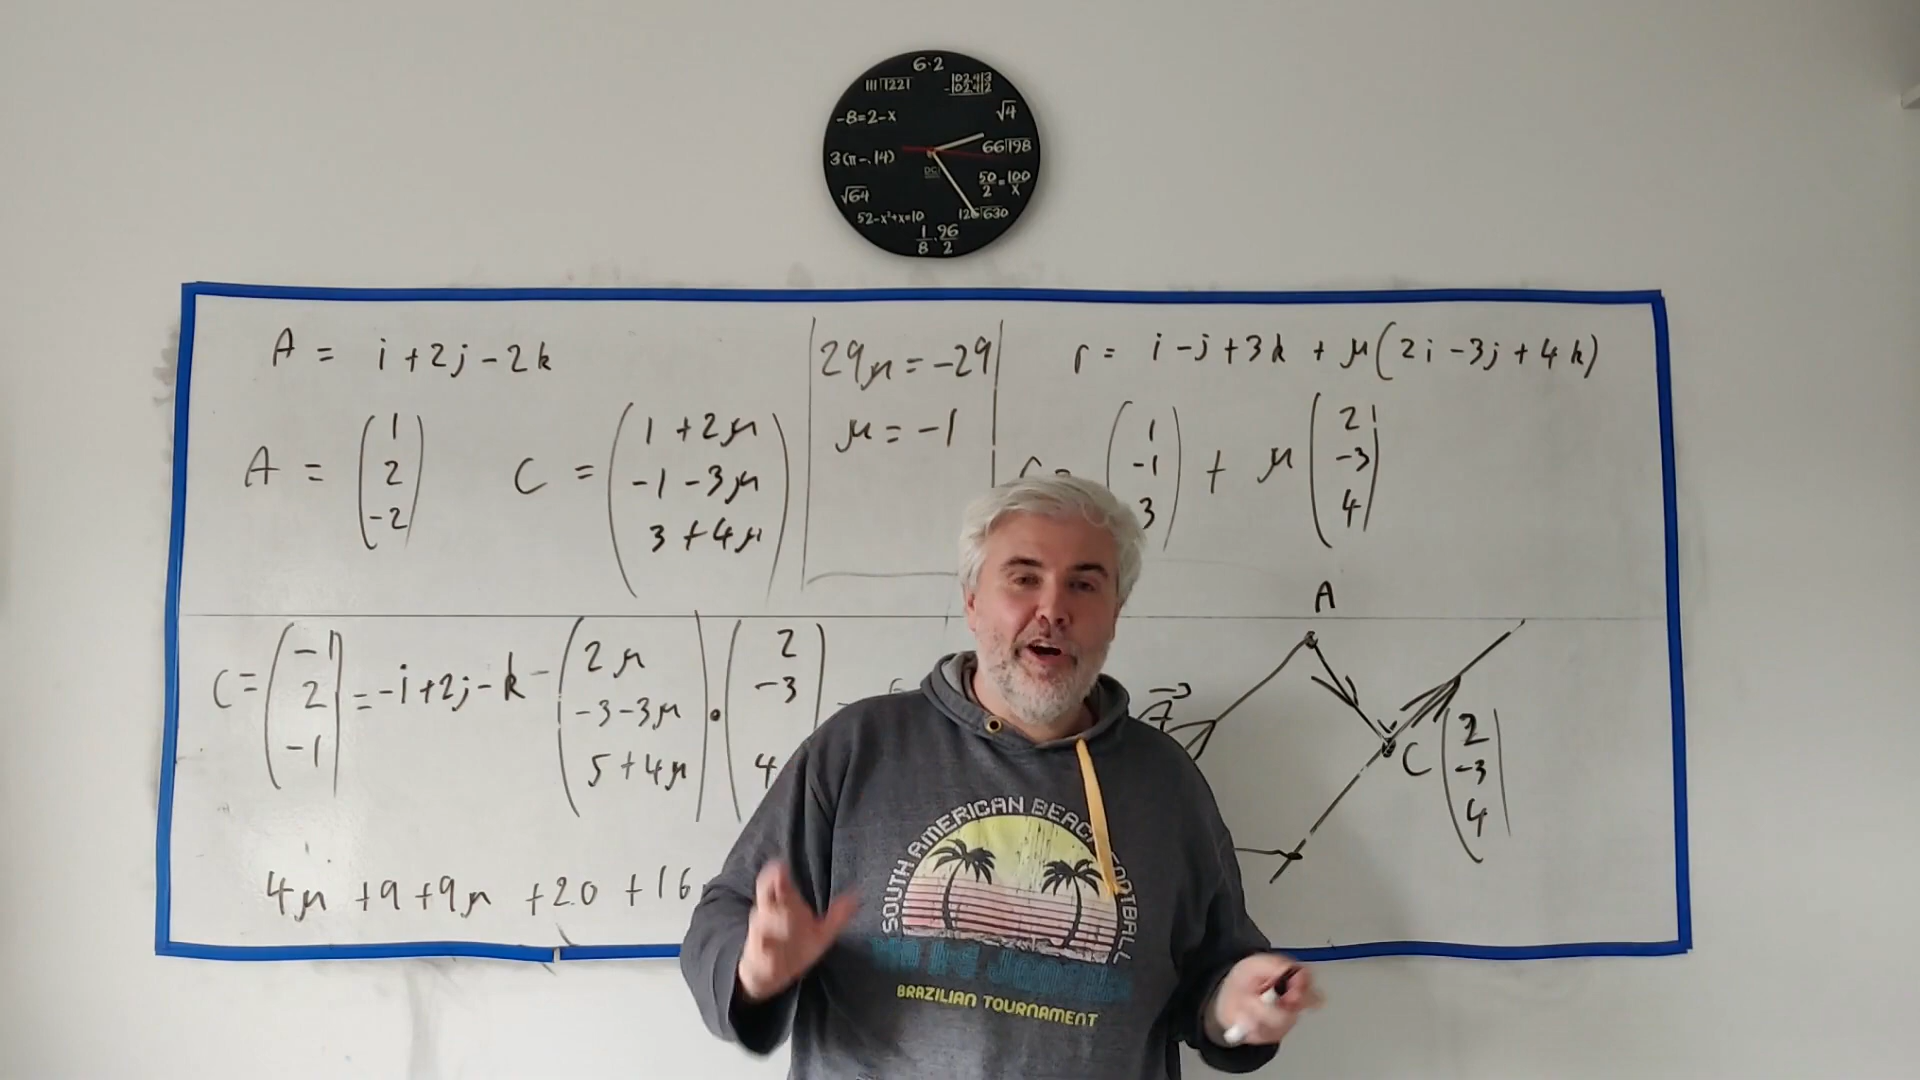 6·2
111⟌1221
102,413
-102,412
-8=2-x
√4
3(π-.14)
66⟌198
DCI
50/2=100/x
√64
52-x²+x=10
126⟌630
1/8·96/2
A = i + 2j - 2k
29μ = -29
r = i - j + 3k + μ(2i - 3j + 4k)
A = (1
2
-2)
C = (1 + 2μ
-1 - 3μ
3 + 4μ)
μ = -1
(1
-1
3) + μ (2
-3
4)
C = (-1
2
-1) = -i + 2j - k
(2μ
-3 - 3μ
5 + 4μ) · (2
-3
4)
A
C
(2
-3
4)
4μ + 9 + 9μ + 20 + 16
SOUTH AMERICAN BEACH FOOTBALL
BRAZILIAN TOURNAMENT